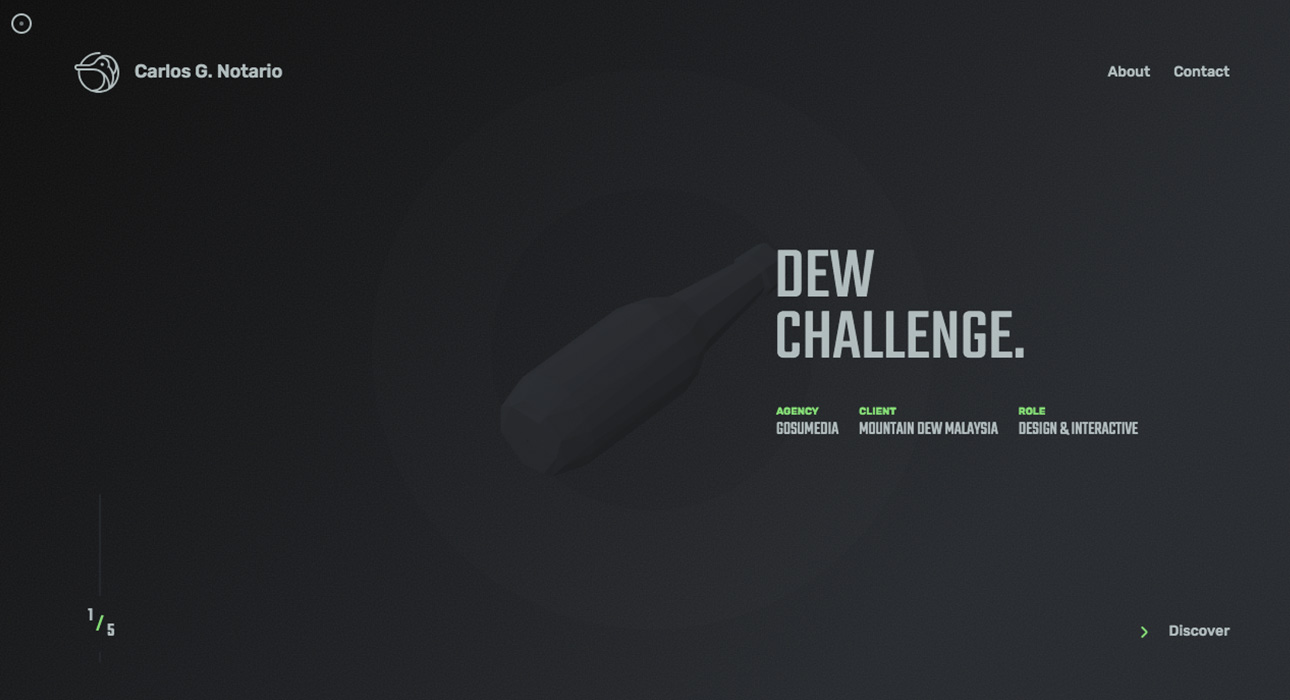 Carlos G. Notario
About Contact
DEW
CHALLENGE.
AGENCY CLIENT ROLE
GOSUMEDIA MOUNTAIN DEW MALAYSIA DESIGN & INTERACTIVE
1/5
Discover